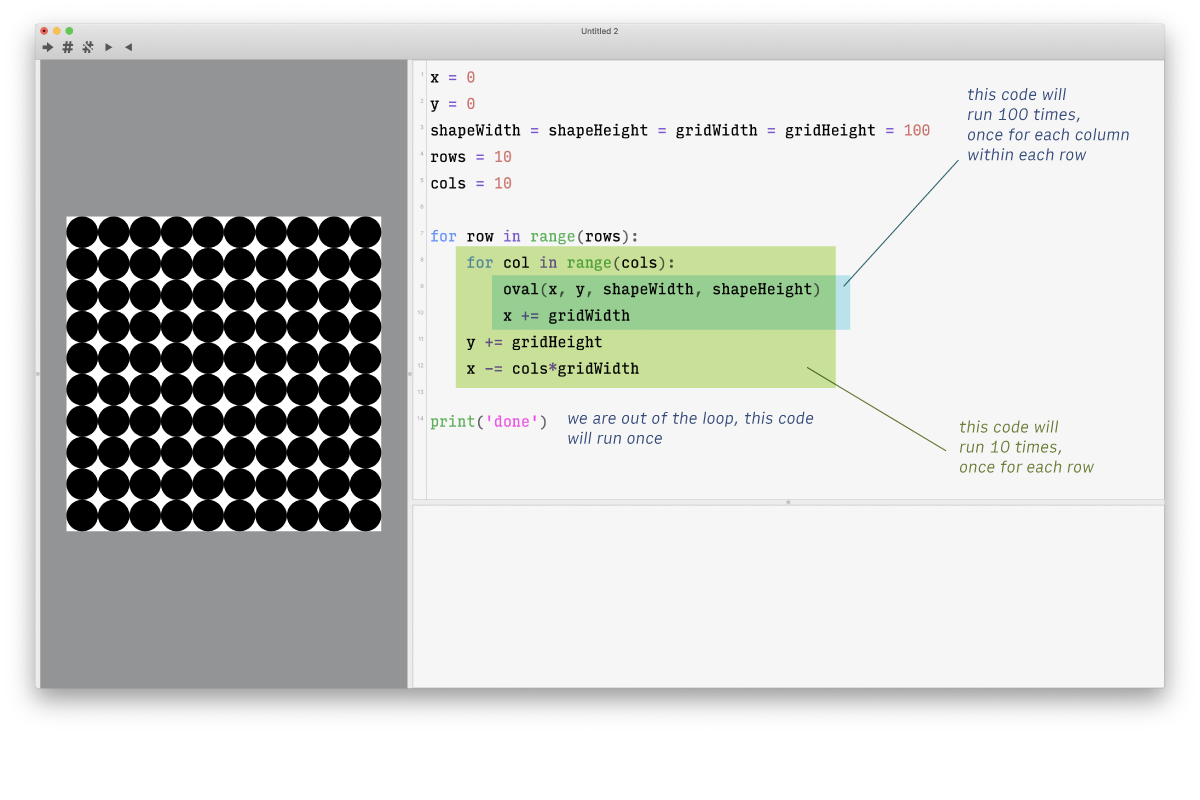 Untitled 2
1 x = 0
2 y = 0
3 shapeWidth = shapeHeight = gridWidth = gridHeight = 100
4 rows = 10
5 cols = 10
6
7 for row in range(rows):
8     for col in range(cols):
9         oval(x, y, shapeWidth, shapeHeight)
10         x += gridWidth
11     y += gridHeight
12     x -= cols*gridWidth
13
14 print('done')
this code will
run 100 times,
once for each column
within each row
we are out of the loop, this code
will run once
this code will
run 10 times,
once for each row